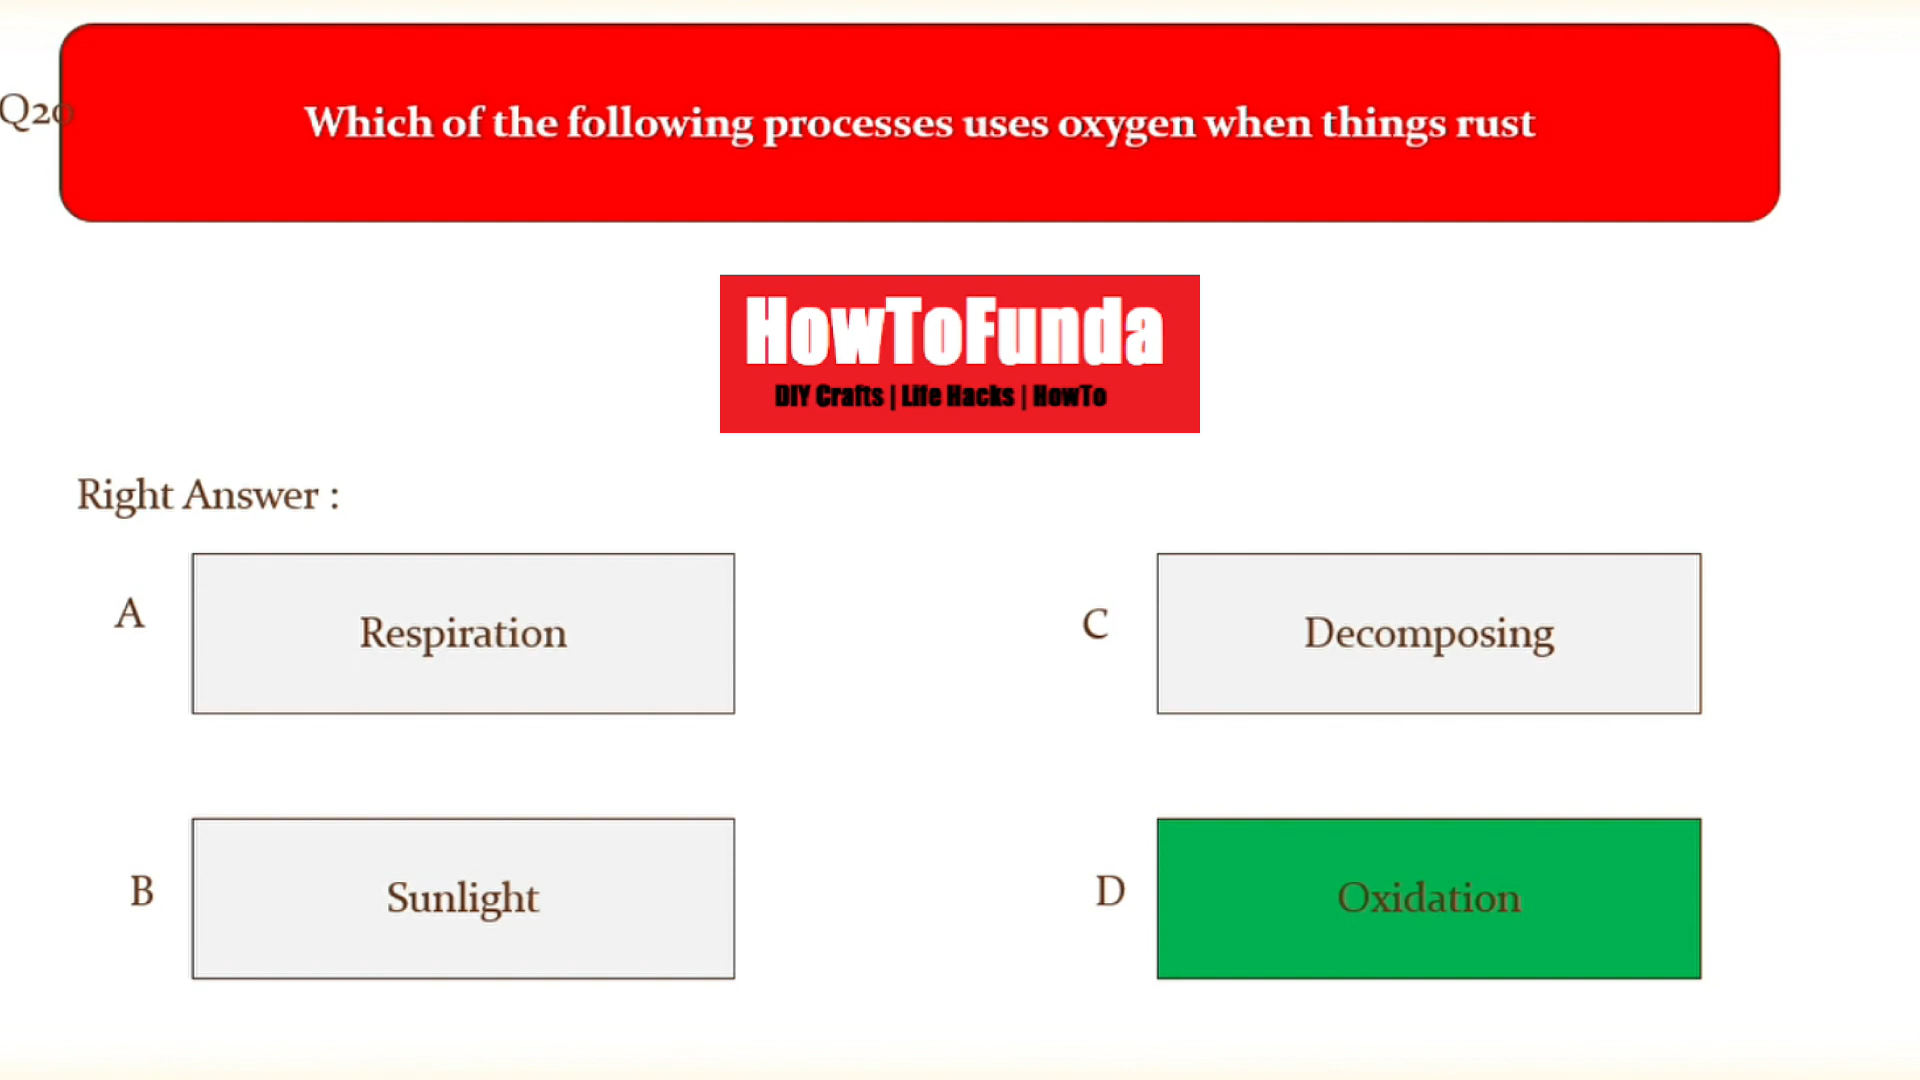 Q20
Which of the following processes uses oxygen when things rust
HowToFunda
DIY Crafts | Life Hacks | HowTo
Right Answer :
A
Respiration
B
Sunlight
C
Decomposing
D
Oxidation